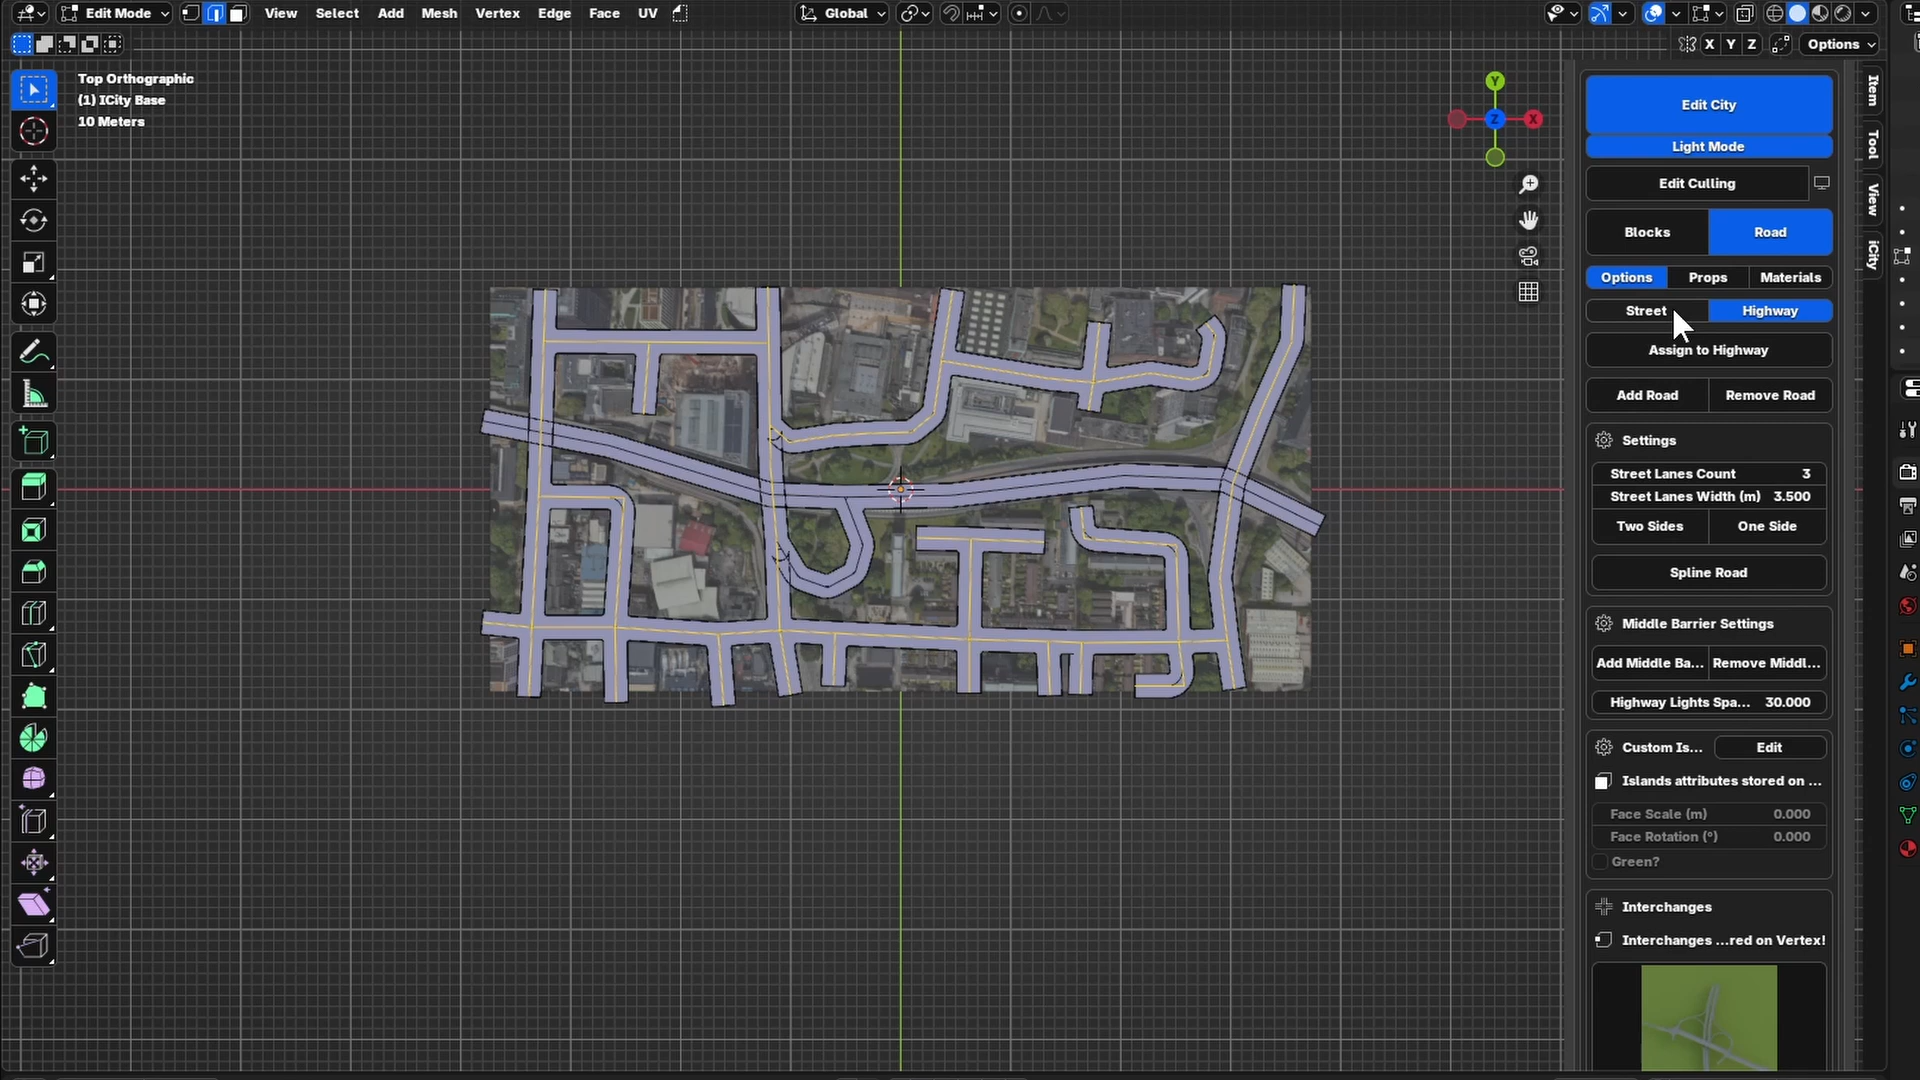 Edit Mode
View
Select
Add
Mesh
Vertex
Edge
Face
UV
Global
X
Y
Z
Options
Top Orthographic
(1) ICity Base
10 Meters
Y
Z
X
Edit City
Light Mode
Edit Culling
Blocks
Road
Options
Props
Materials
Street
Highway
Assign to Highway
Add Road
Remove Road
Settings
Street Lanes Count 3
Street Lanes Width (m) 3.500
Two Sides
One Side
Spline Road
Middle Barrier Settings
Add Middle Ba...
Remove Middl...
Highway Lights Spa... 30.000
Custom Is...
Edit
Islands attributes stored on ...
Face Scale (m) 0.000
Face Rotation (°) 0.000
Green?
Interchanges
Interchanges ...red on Vertex!
Item
Tool
View
iCity